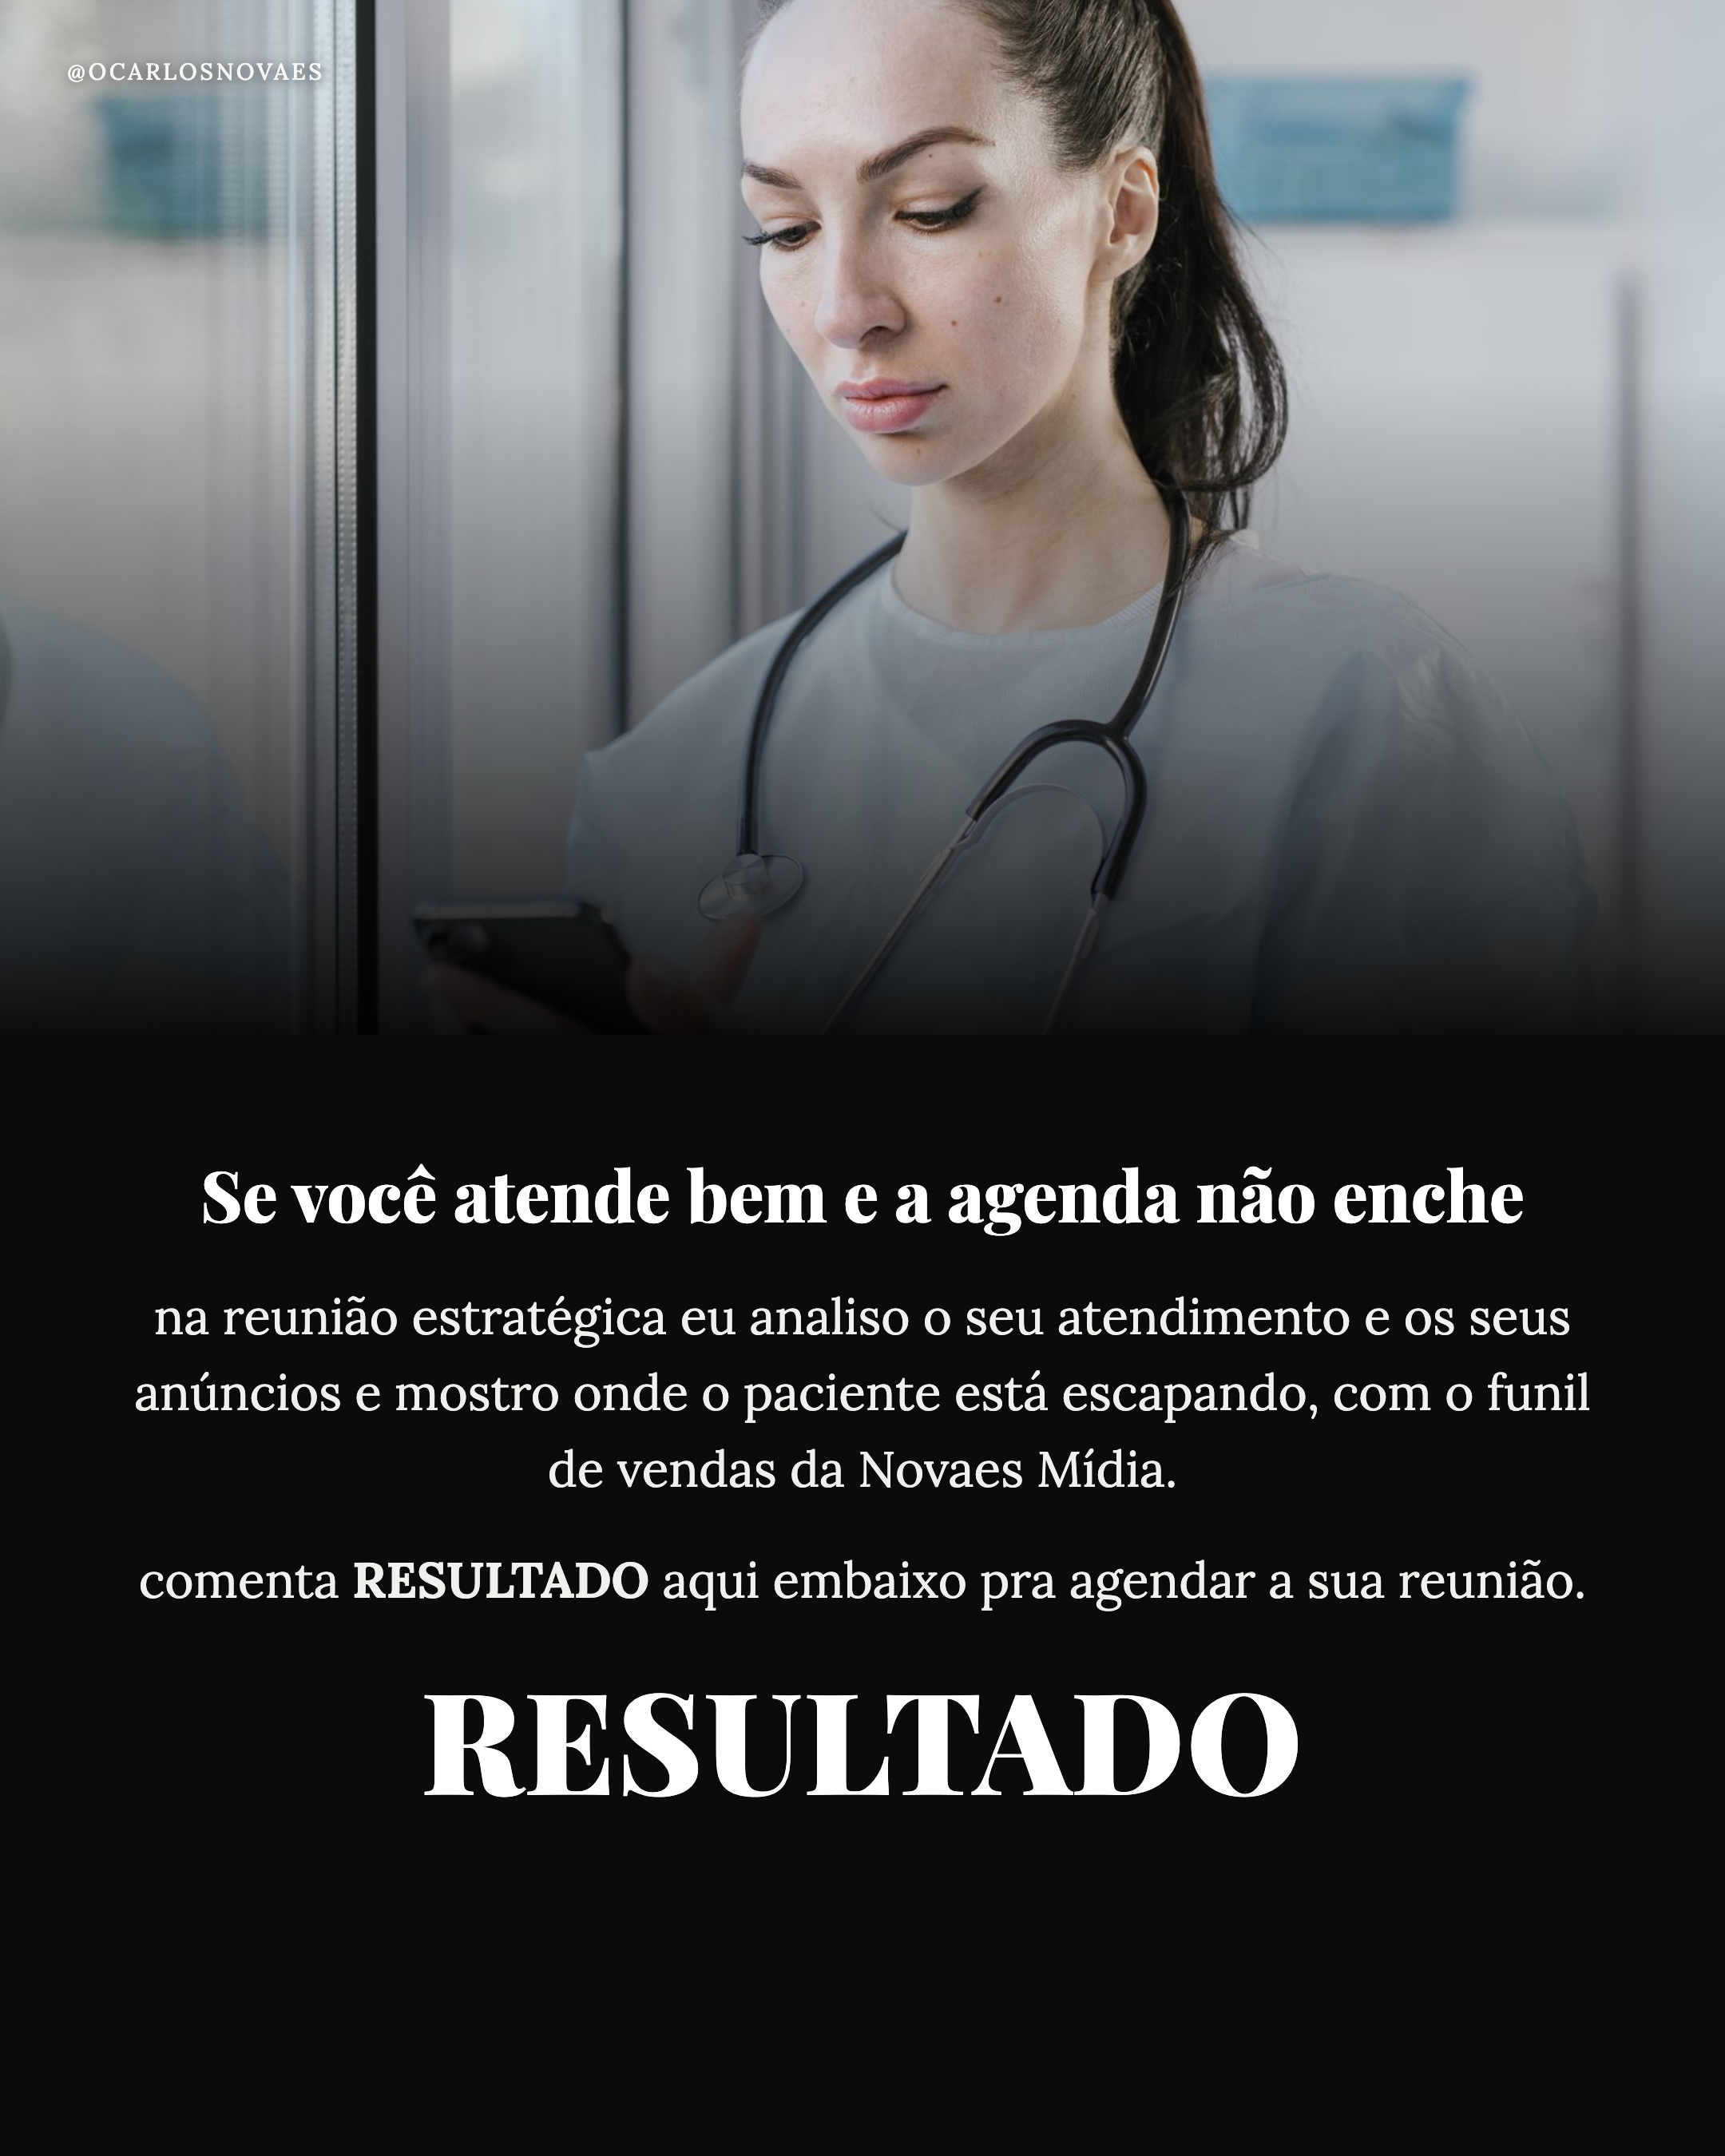 @OCARLOSNOVAES
Se você atende bem e a agenda não enche
na reunião estratégica eu analiso o seu atendimento e os seus
anúncios e mostro onde o paciente está escapando, com o funil
de vendas da Novaes Mídia.
comenta RESULTADO aqui embaixo pra agendar a sua reunião.
RESULTADO